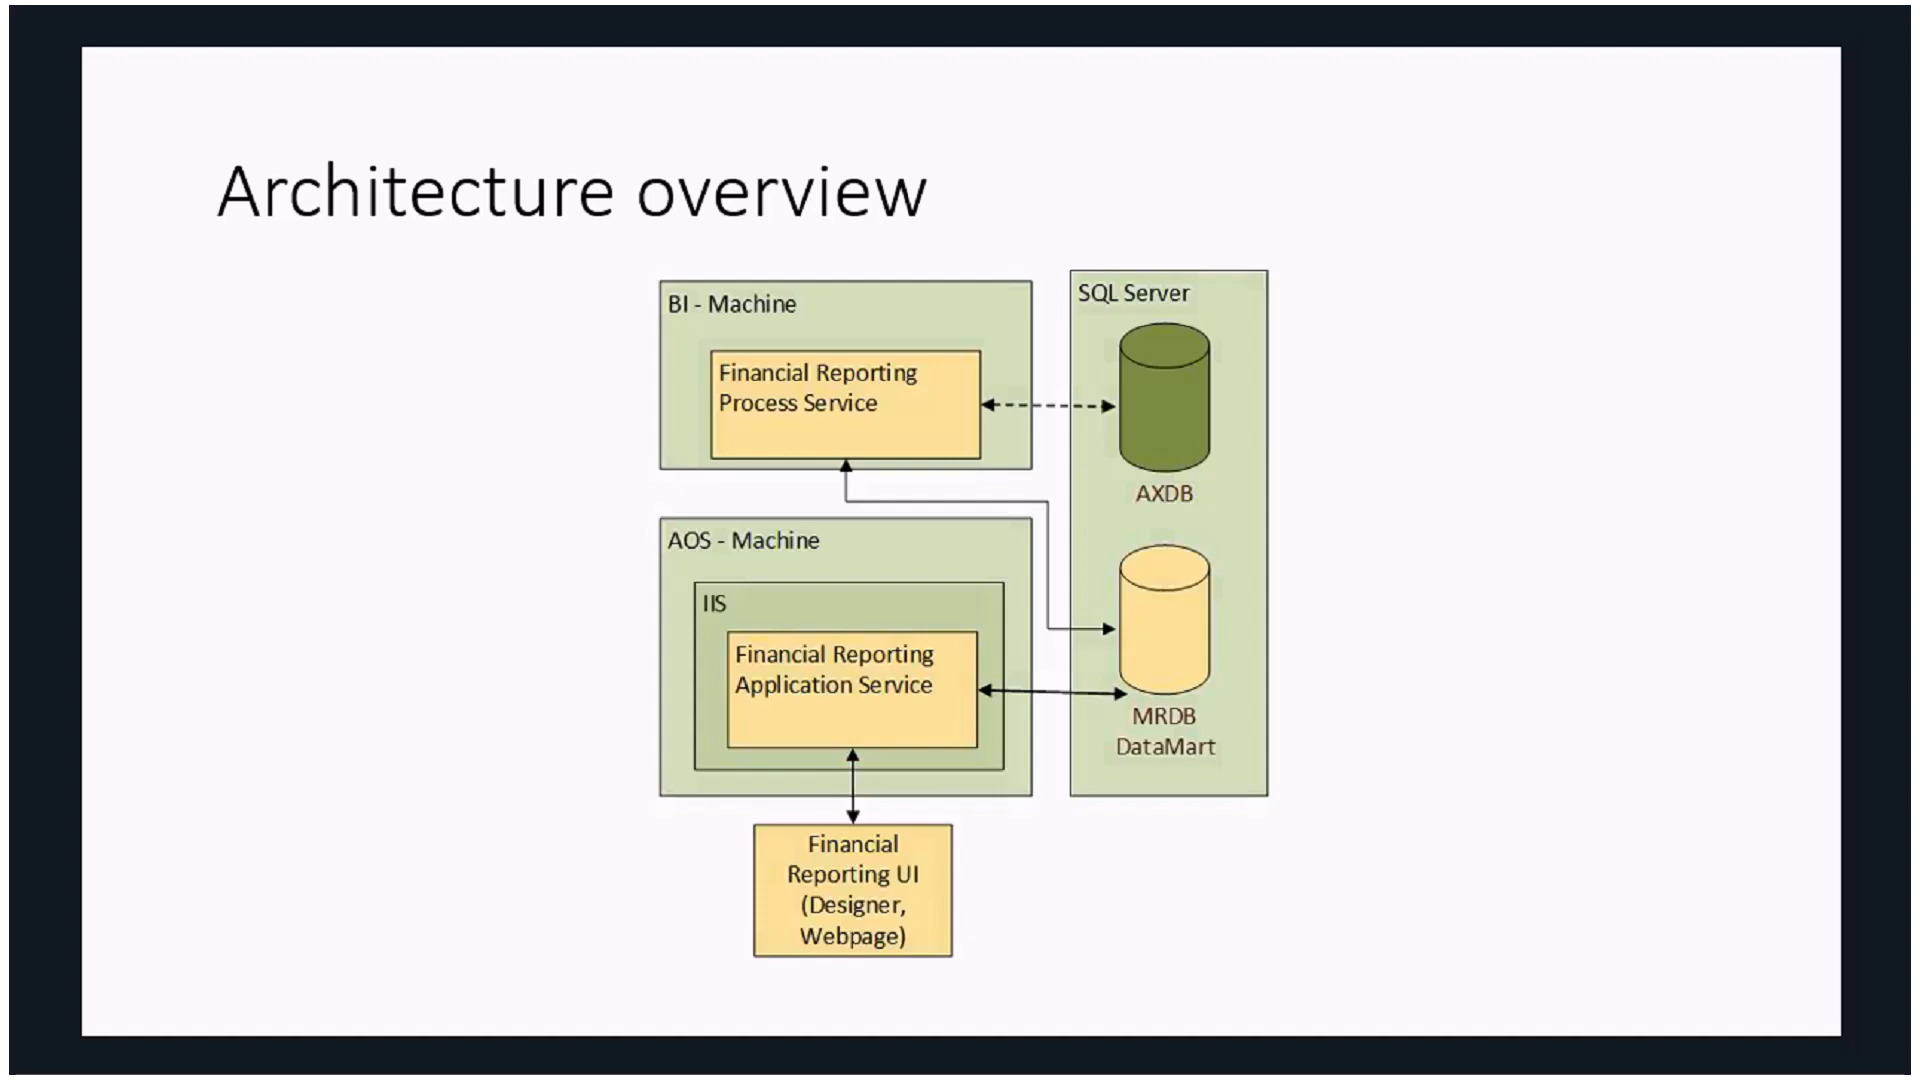 Architecture overview
BI - Machine
Financial Reporting
Process Service
SQL Server
AXDB
AOS - Machine
IIS
Financial Reporting
Application Service
MRDB
DataMart
Financial
Reporting UI
(Designer,
Webpage)